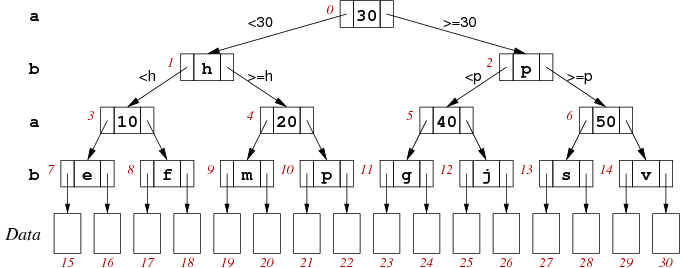 a 0 30
<30 >=30
b 1 h 2 p
<h >=h <p >=p
a 3 10 4 20 5 40 6 50
b 7 e 8 f 9 m 10 p 11 g 12 j 13 s 14 v
Data
15 16 17 18 19 20 21 22 23 24 25 26 27 28 29 30